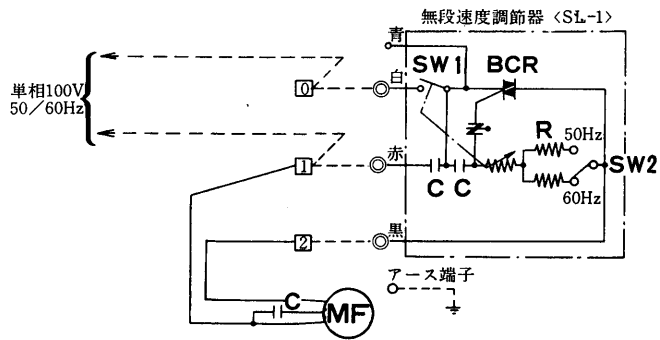 無段速度調節器 〈SL-1〉
青
SW1
BCR
白
単相100V
50/60Hz
0
R
50Hz
赤
SW2
1
C
C
60Hz
黒
2
アース端子
C
MF